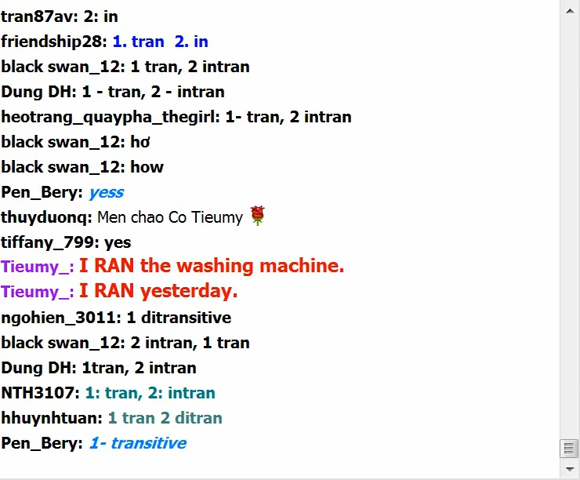 tran87av: 2: in
friendship28: 1. tran  2. in
black swan_12: 1 tran, 2 intran
Dung DH: 1 - tran, 2 - intran
heotrang_quaypha_thegirl: 1- tran, 2 intran
black swan_12: hơ
black swan_12: how
Pen_Bery: yess
thuyduonq: Men chao Co Tieumy
tiffany_799: yes
Tieumy_: I RAN the washing machine.
Tieumy_: I RAN yesterday.
ngohien_3011: 1 ditransitive
black swan_12: 2 intran, 1 tran
Dung DH: 1tran, 2 intran
NTH3107: 1: tran, 2: intran
hhuynhtuan: 1 tran 2 ditran
Pen_Bery: 1- transitive